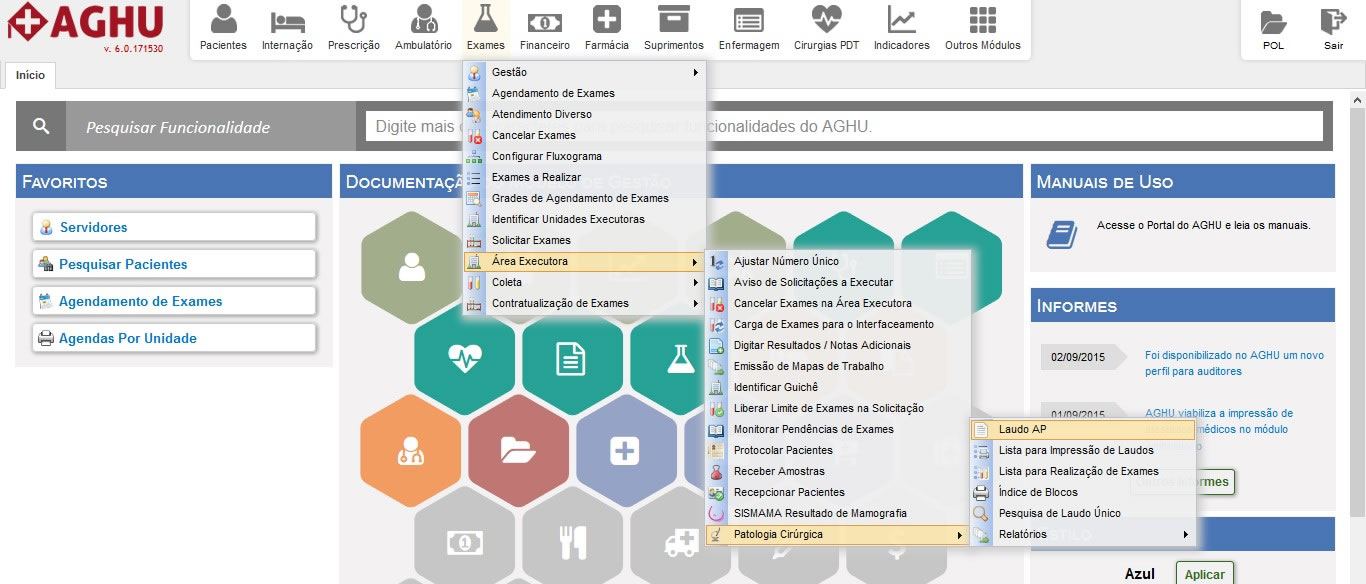 AGHU
v. 6.0.171530
Pacientes
Internação
Prescrição
Ambulatório
Exames
Financeiro
Farmácia
Suprimentos
Enfermagem
Cirurgias PDT
Indicadores
Outros Módulos
POL
Sair
Início
Pesquisar Funcionalidade
Digite mais pesquisar funcionalidades do AGHU.
Favoritos
Servidores
Pesquisar Pacientes
Agendamento de Exames
Agendas Por Unidade
Documentação Modelo de Gestão
Gestão
Agendamento de Exames
Atendimento Diverso
Cancelar Exames
Configurar Fluxograma
Exames a Realizar
Grades de Agendamento de Exames
Identificar Unidades Executoras
Solicitar Exames
Área Executora
Coleta
Contratualização de Exames
Ajustar Número Único
Aviso de Solicitações a Executar
Cancelar Exames na Área Executora
Carga de Exames para o Interfaceamento
Digitar Resultados / Notas Adicionais
Emissão de Mapas de Trabalho
Identificar Guichê
Liberar Limite de Exames na Solicitação
Monitorar Pendências de Exames
Protocolar Pacientes
Receber Amostras
Recepcionar Pacientes
SISMAMA Resultado de Mamografia
Patologia Cirúrgica
Laudo AP
Lista para Impressão de Laudos
Lista para Realização de Exames
Índice de Blocos
Pesquisa de Laudo Único
Relatórios
Manuais de Uso
Acesse o Portal do AGHU e leia os manuais.
Informes
02/09/2015
Foi disponibilizado no AGHU um novo
perfil para auditores
01/09/2015
AGHU viabiliza a impressão de
médicos no módulo
Outros Informes
Estilo
Azul
Aplicar